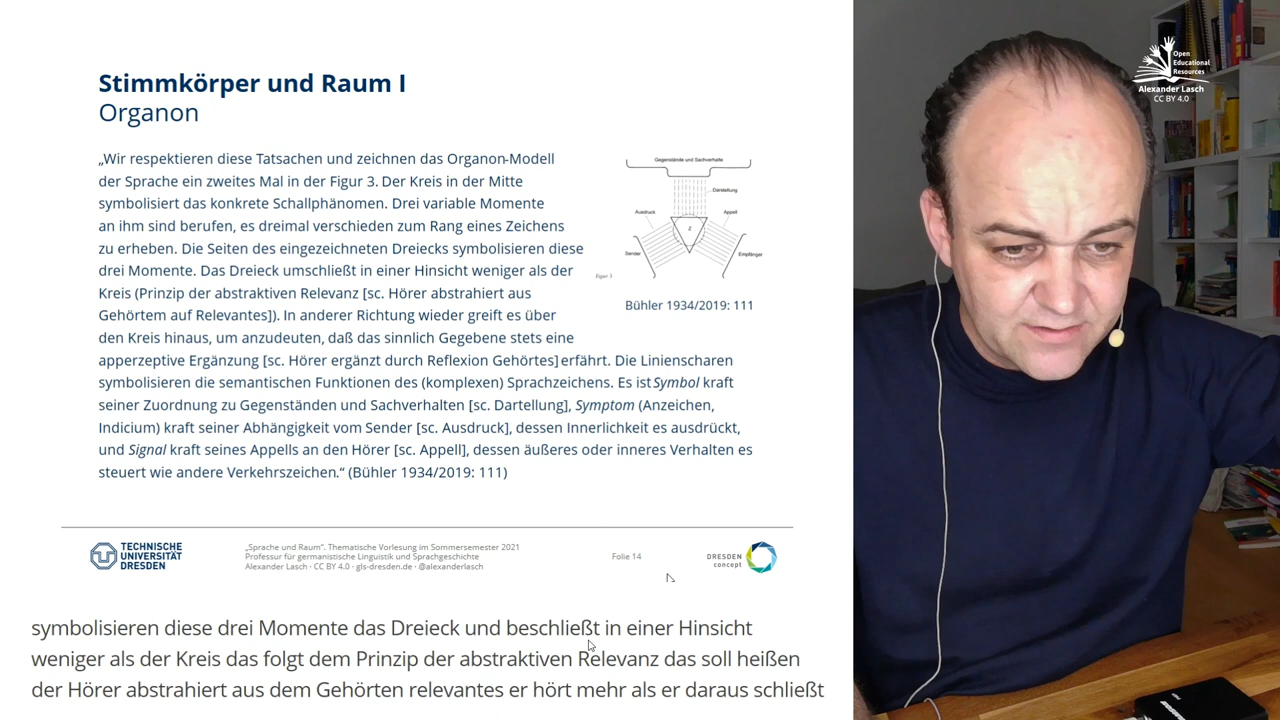 Stimmkörper und Raum I
Organon
„Wir respektieren diese Tatsachen und zeichnen das Organon-Modell
der Sprache ein zweites Mal in der Figur 3. Der Kreis in der Mitte
symbolisiert das konkrete Schallphänomen. Drei variable Momente
an ihm sind berufen, es dreimal verschieden zum Rang eines Zeichens
zu erheben. Die Seiten des eingezeichneten Dreiecks symbolisieren diese
drei Momente. Das Dreieck umschließt in einer Hinsicht weniger als der
Kreis (Prinzip der abstraktiven Relevanz [sc. Hörer abstrahiert aus
Gehörtem auf Relevantes]). In anderer Richtung wieder greift es über
den Kreis hinaus, um anzudeuten, daß das sinnlich Gegebene stets eine
apperzeptive Ergänzung [sc. Hörer ergänzt durch Reflexion Gehörtes] erfährt. Die Linienscharen
symbolisieren die semantischen Funktionen des (komplexen) Sprachzeichens. Es ist Symbol kraft
seiner Zuordnung zu Gegenständen und Sachverhalten [sc. Dartellung], Symptom (Anzeichen,
Indicium) kraft seiner Abhängigkeit vom Sender [sc. Ausdruck], dessen Innerlichkeit es ausdrückt,
und Signal kraft seines Appells an den Hörer [sc. Appell], dessen äußeres oder inneres Verhalten es
steuert wie andere Verkehrszeichen.“ (Bühler 1934/2019: 111)
Gegenstände und Sachverhalte
Darstellung
Ausdruck
Appell
Z
Sender
Empfänger
Figur 3
Bühler 1934/2019: 111
TECHNISCHE
UNIVERSITÄT
DRESDEN
„Sprache und Raum“. Thematische Vorlesung im Sommersemester 2021
Professur für germanistische Linguistik und Sprachgeschichte
Alexander Lasch · CC BY 4.0 · gls-dresden.de · @alexanderlasch
Folie 14
DRESDEN
concept
symbolisieren diese drei Momente das Dreieck und beschließt in einer Hinsicht
weniger als der Kreis das folgt dem Prinzip der abstraktiven Relevanz das soll heißen
der Hörer abstrahiert aus dem Gehörten relevantes er hört mehr als er daraus schließt
Open
Educational
Resources
Alexander Lasch
CC BY 4.0